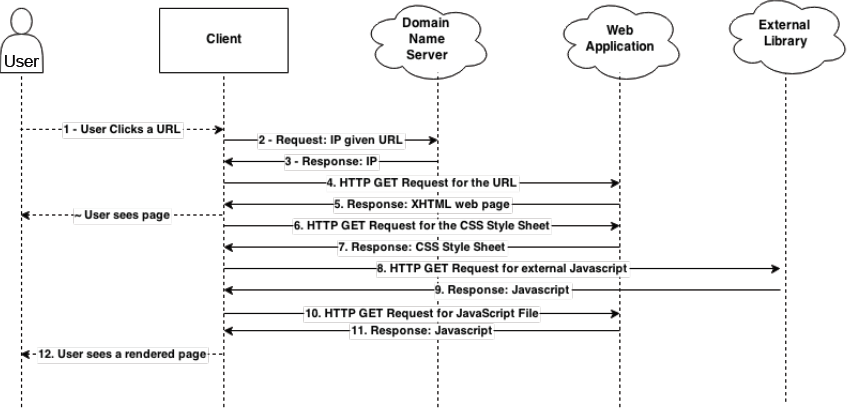 User
Client
Domain
Name
Server
Web
Application
External
Library
1 - User Clicks a URL
2 - Request: IP given URL
3 - Response: IP
4. HTTP GET Request for the URL
5. Response: XHTML web page
~ User sees page
6. HTTP GET Request for the CSS Style Sheet
7. Response: CSS Style Sheet
8. HTTP GET Request for external Javascript
9. Response: Javascript
10. HTTP GET Request for JavaScript File
11. Response: Javascript
12. User sees a rendered page